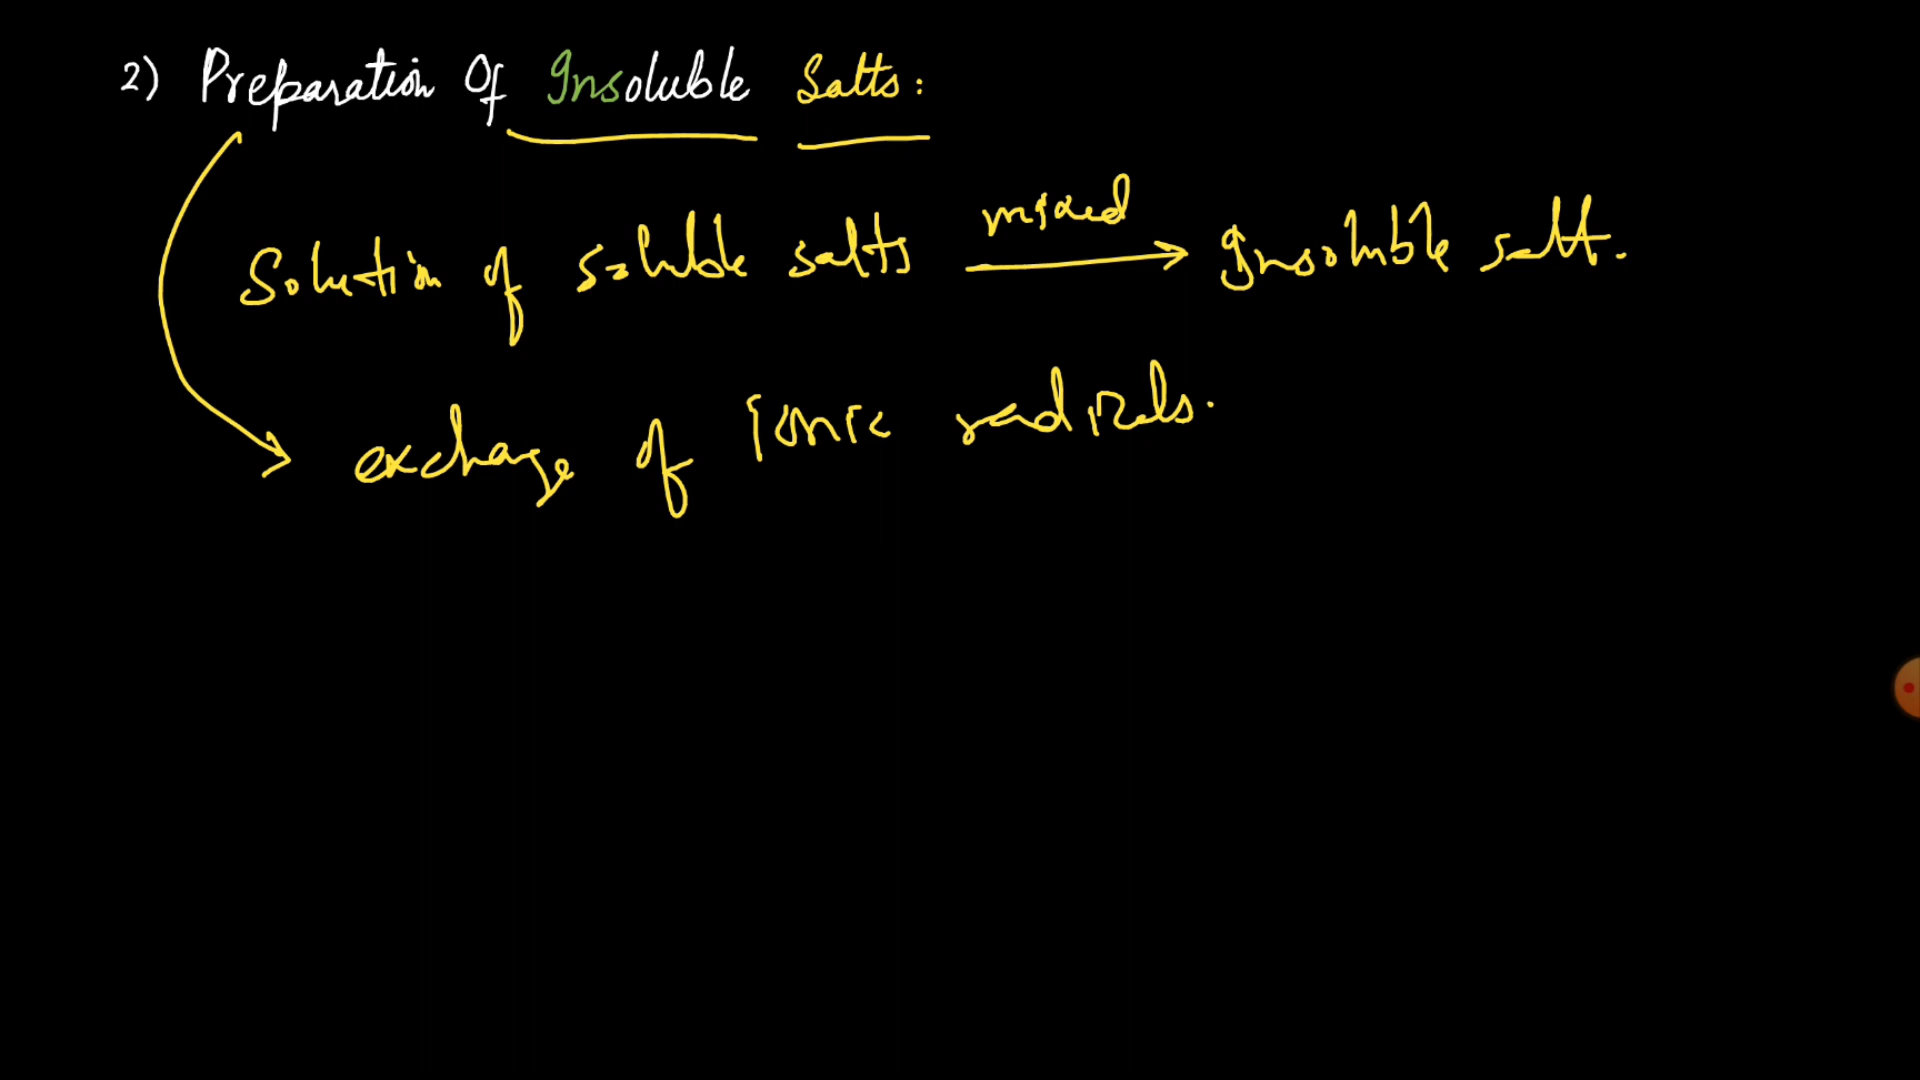 2) Preparation Of Insoluble Salts :
Solution of soluble salts mixed → Insoluble salt.
exchange of ionic radicals.